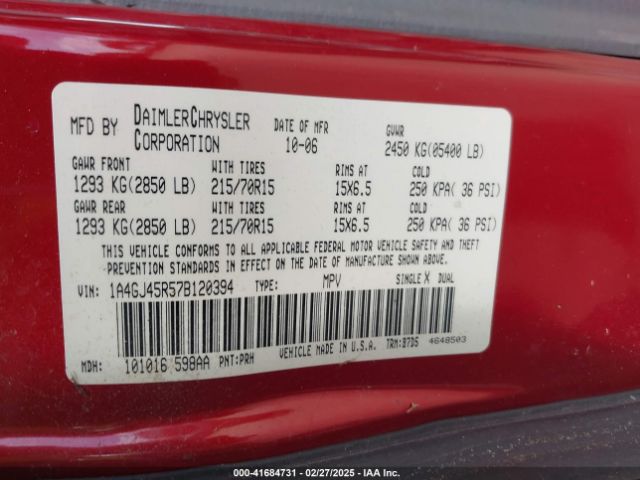 MFD BY DAIMLERCHRYSLER CORPORATION DATE OF MFR 10-06 GVWR 2450 KG(05400 LB)
GAWR FRONT WITH TIRES RIMS AT COLD
1293 KG(2850 LB) 215/70R15 15X6.5 250 KPA( 36 PSI)
GAWR REAR WITH TIRES RIMS AT COLD
1293 KG(2850 LB) 215/70R15 15X6.5 250 KPA( 36 PSI)
THIS VEHICLE CONFORMS TO ALL APPLICABLE FEDERAL MOTOR VEHICLE SAFETY AND THEFT
PREVENTION STANDARDS IN EFFECT ON THE DATE OF MANUFACTURE SHOWN ABOVE.
VIN: 1A4GJ45R57B120394 TYPE: MPV SINGLE X DUAL
MDH: 101016 598AA PNT:PRH VEHICLE MADE IN U.S.A. TRM:B7D5 4648503
000-41684731 - 02/27/2025 - IAA Inc.